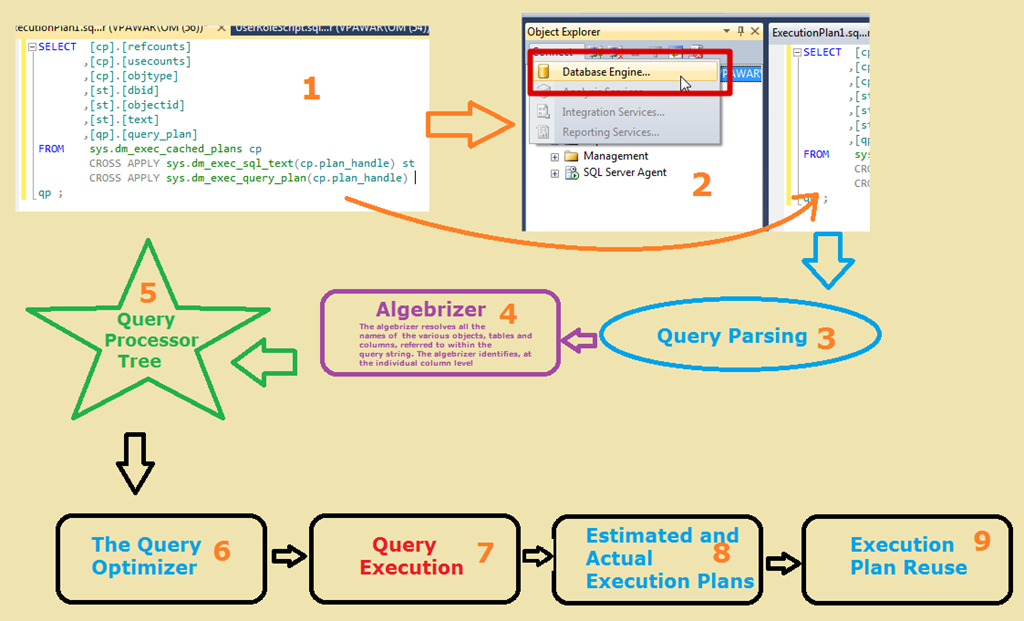 ecutionPlan1.sq...r (VPAWAR\OM (56))* × UserRoleScript.sql...r (VPAWAR\OM (54))
SELECT [cp].[refcounts]
,[cp].[usecounts]
,[cp].[objtype]
,[st].[dbid]
,[st].[objectid]
,[st].[text]
,[qp].[query_plan]
FROM sys.dm_exec_cached_plans cp
CROSS APPLY sys.dm_exec_sql_text(cp.plan_handle) st
CROSS APPLY sys.dm_exec_query_plan(cp.plan_handle)
qp ;
1
Object Explorer
Connect
Database Engine...
Analysis Services...
Integration Services...
Reporting Services...
Management
SQL Server Agent
2
PAWAR\
ExecutionPlan1.sq...r
SELECT [cp
,[cp
,[cp
,[st
,[st
,[st
,[qp
FROM sys
CRO
CRO
qp ;
Query Parsing 3
Algebrizer 4
The algebrizer resolves all the
names of the various objects, tables and
columns, referred to within the
query string. The algebrizer identifies, at
the individual column level
5
Query
Processor
Tree
The Query
Optimizer 6
Query
Execution 7
Estimated and
Actual 8
Execution Plans
Execution 9
Plan Reuse